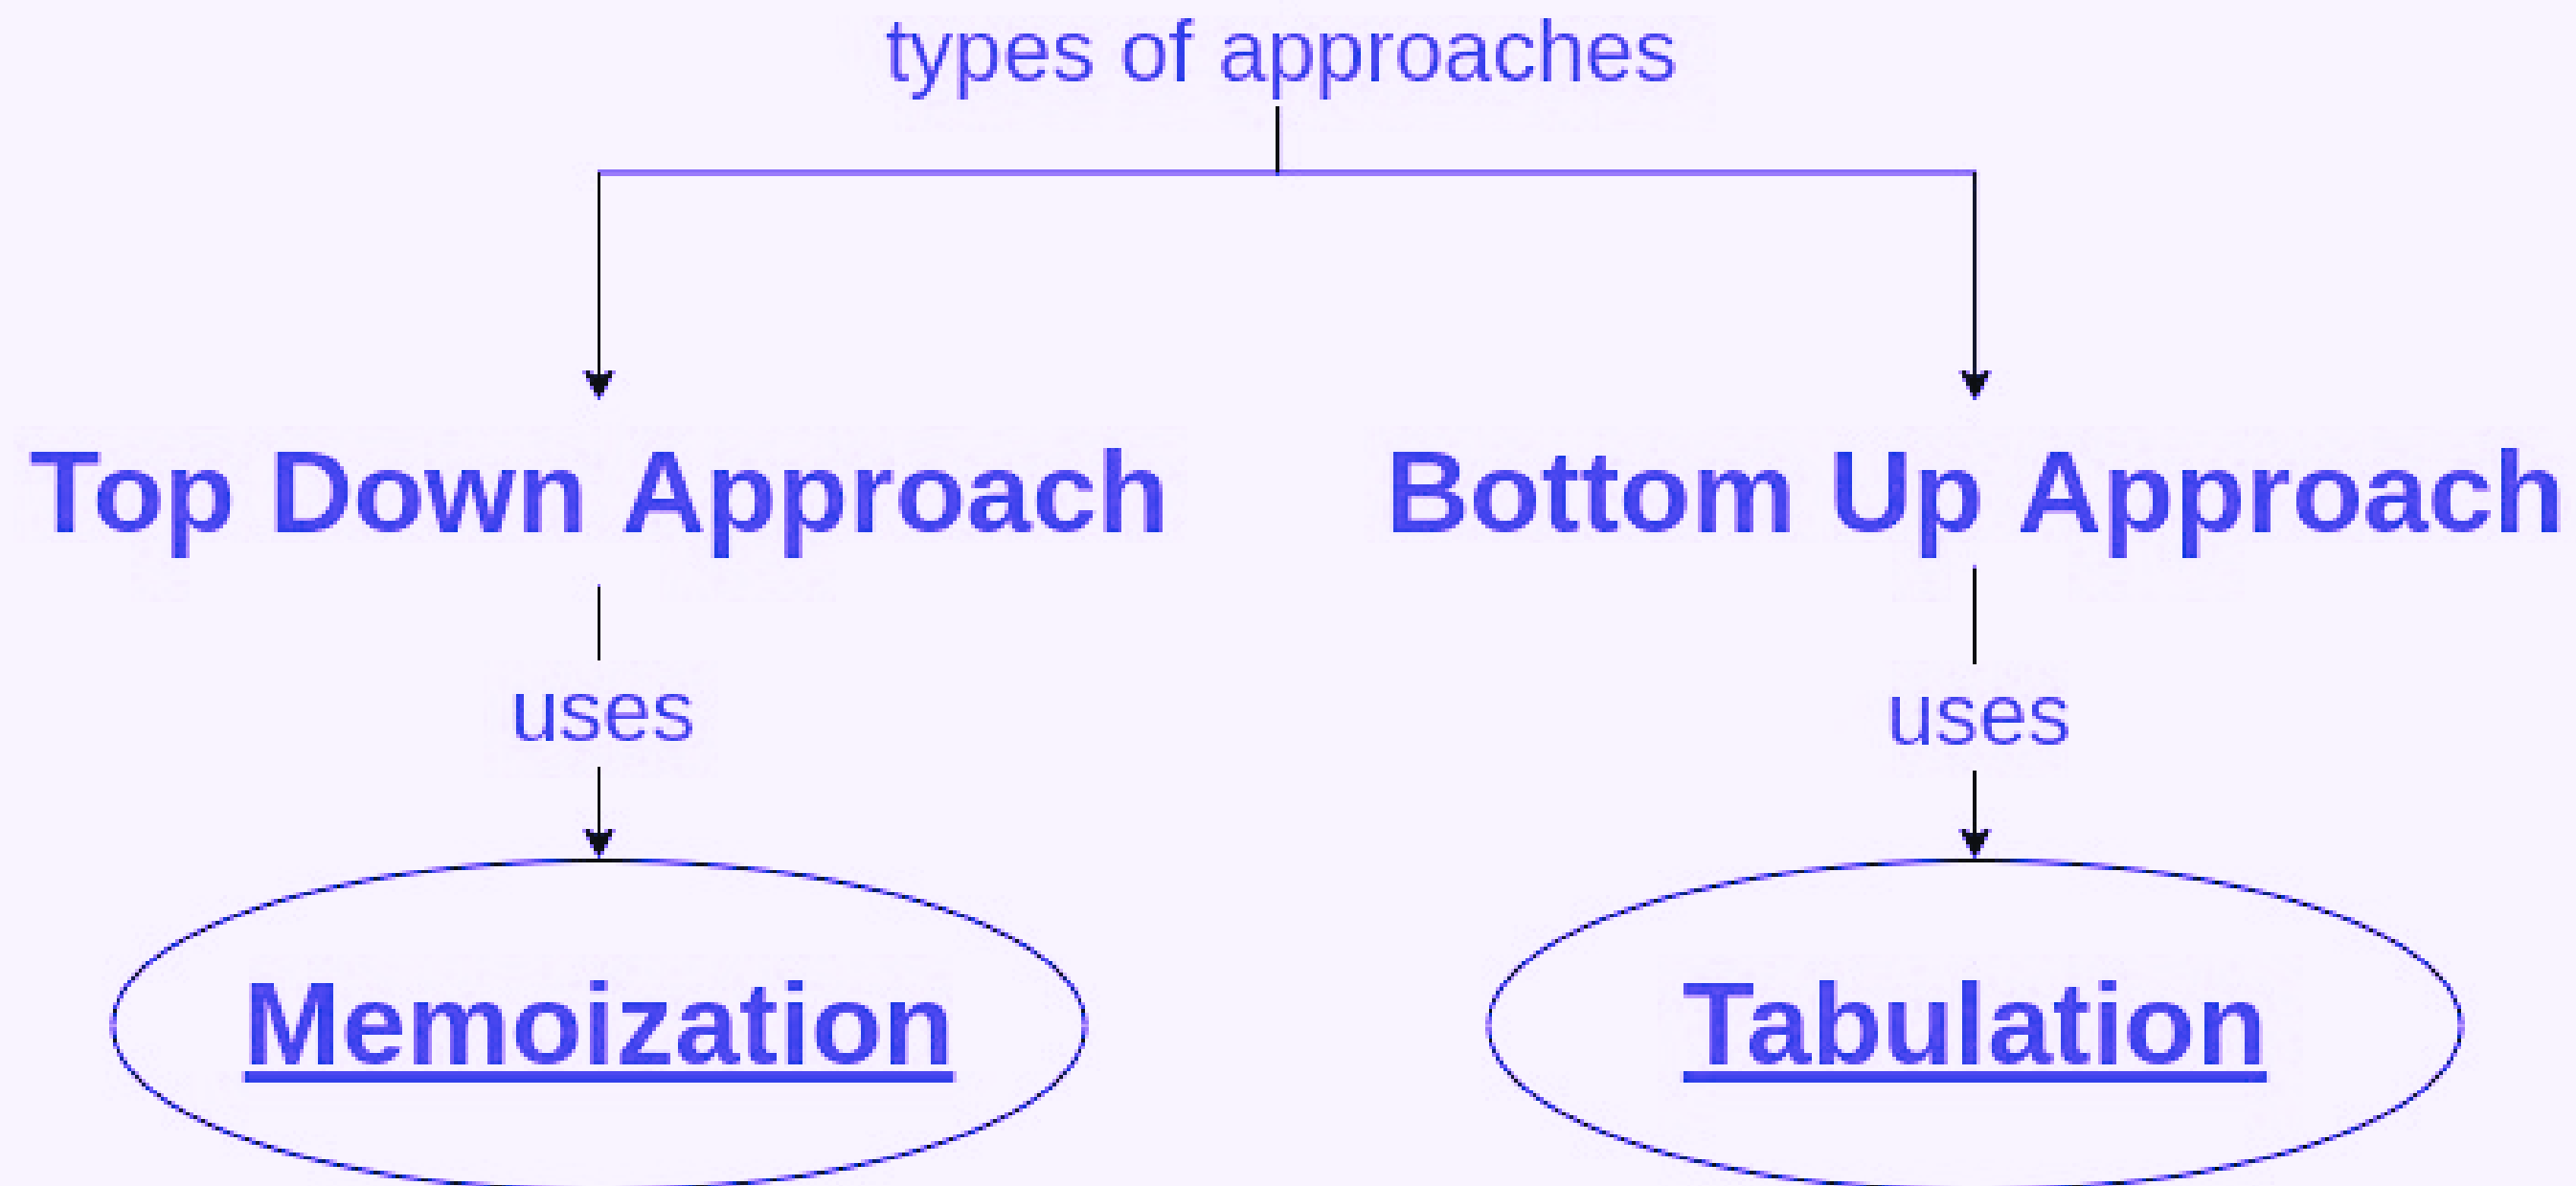 types of approaches
Top Down Approach
Bottom Up Approach
uses
uses
Memoization
Tabulation